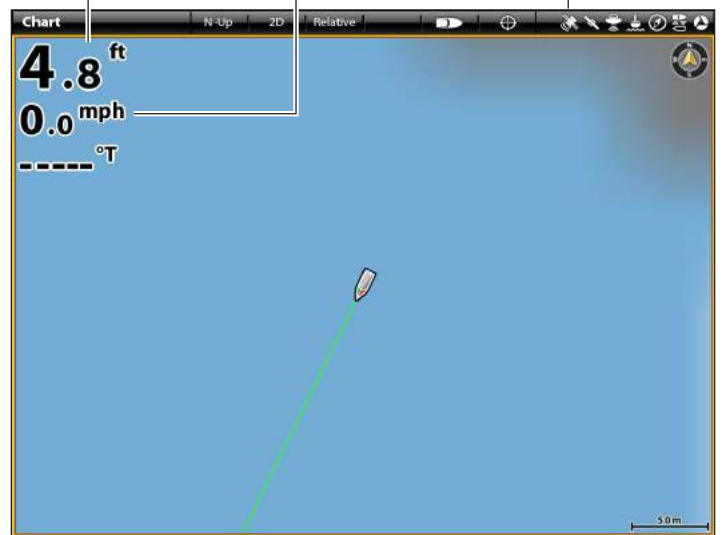 Chart N-Up 2D Relative
4.8 ft
0.0 mph
----- °T
N
5.0 m